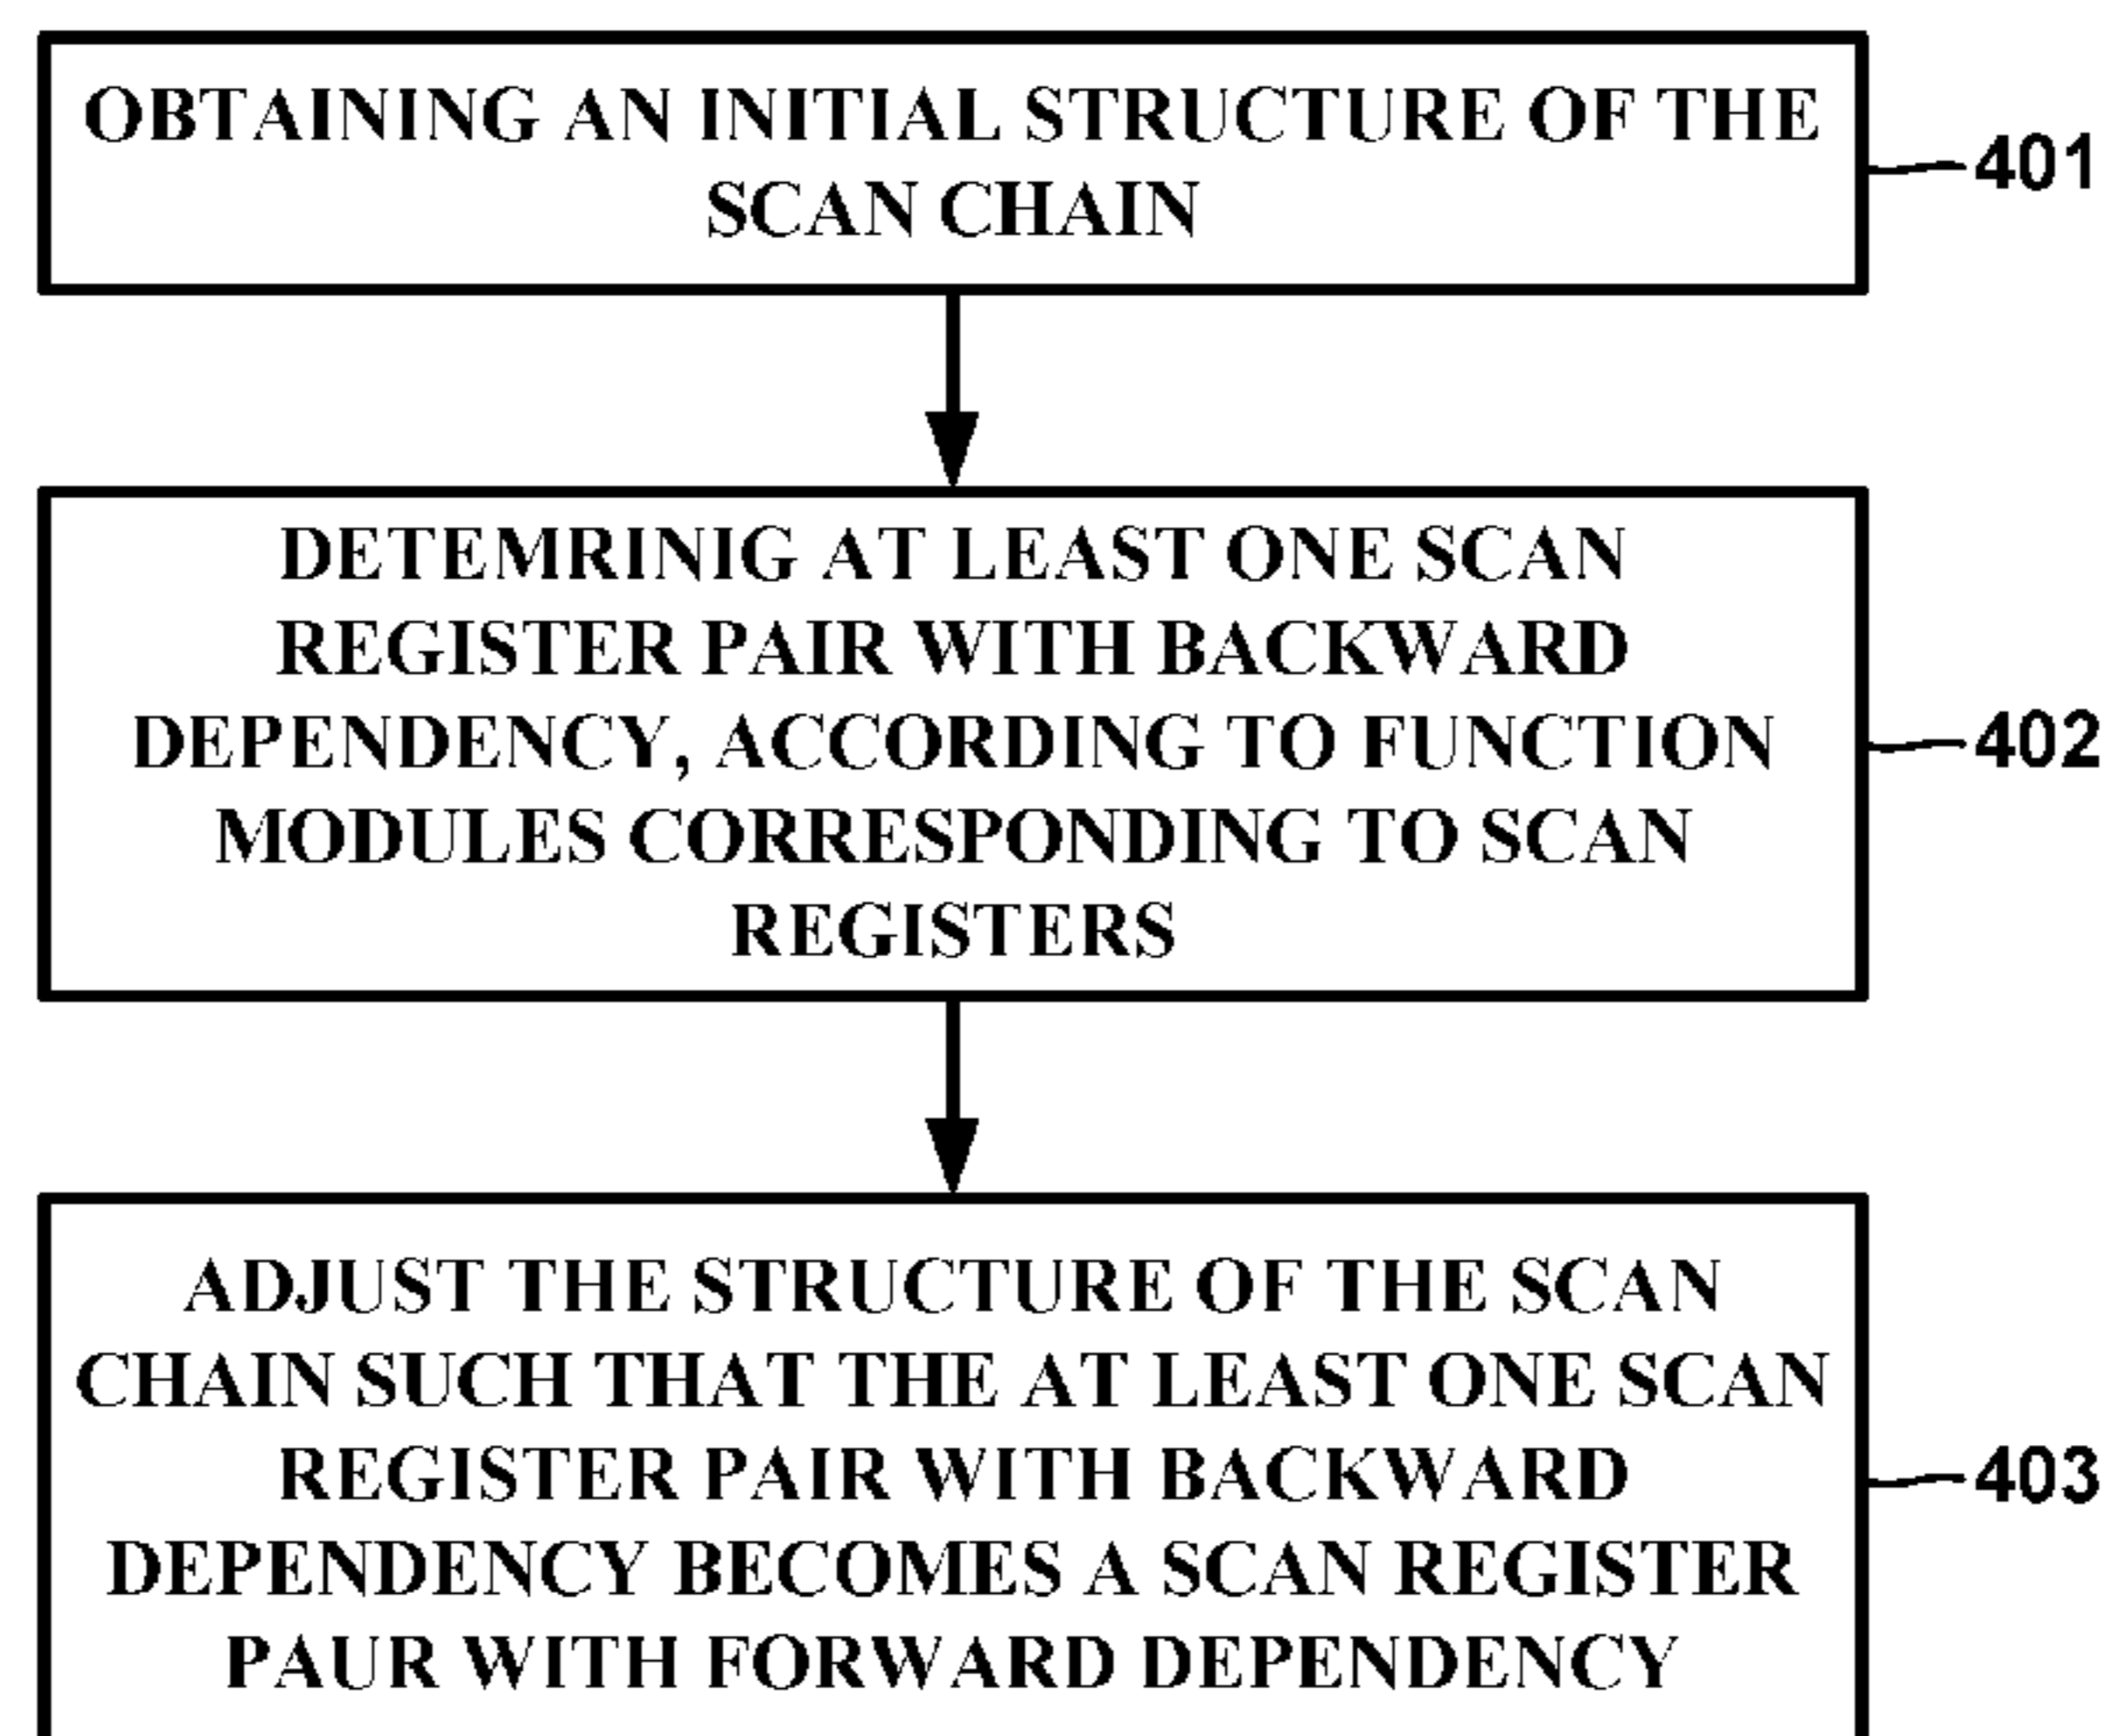 OBTAINING AN INITIAL STRUCTURE OF THE
SCAN CHAIN
401
DETEMRINIG AT LEAST ONE SCAN
REGISTER PAIR WITH BACKWARD
DEPENDENCY, ACCORDING TO FUNCTION
MODULES CORRESPONDING TO SCAN
REGISTERS
402
ADJUST THE STRUCTURE OF THE SCAN
CHAIN SUCH THAT THE AT LEAST ONE SCAN
REGISTER PAIR WITH BACKWARD
DEPENDENCY BECOMES A SCAN REGISTER
PAUR WITH FORWARD DEPENDENCY
403